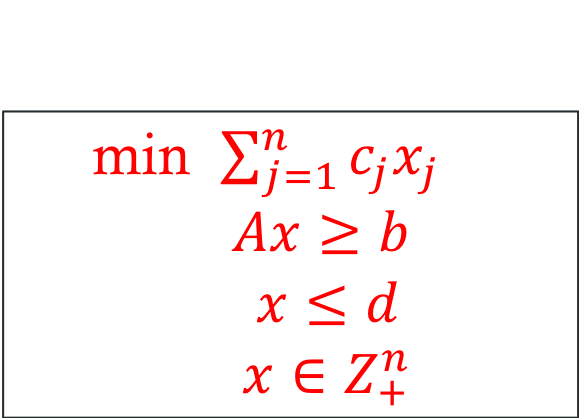 min ∑_{j=1}^{n} c_j x_j
Ax ≥ b
x ≤ d
x ∈ Z_+^n